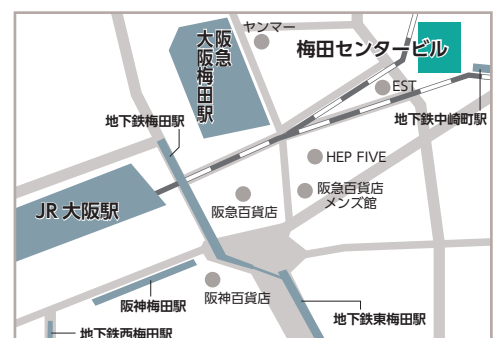 ヤンマー
阪急
大阪梅田駅
梅田センタービル
EST
地下鉄中崎町駅
地下鉄梅田駅
HEP FIVE
阪急百貨店
メンズ館
JR 大阪駅
阪急百貨店
阪神梅田駅
阪神百貨店
地下鉄東梅田駅
地下鉄西梅田駅